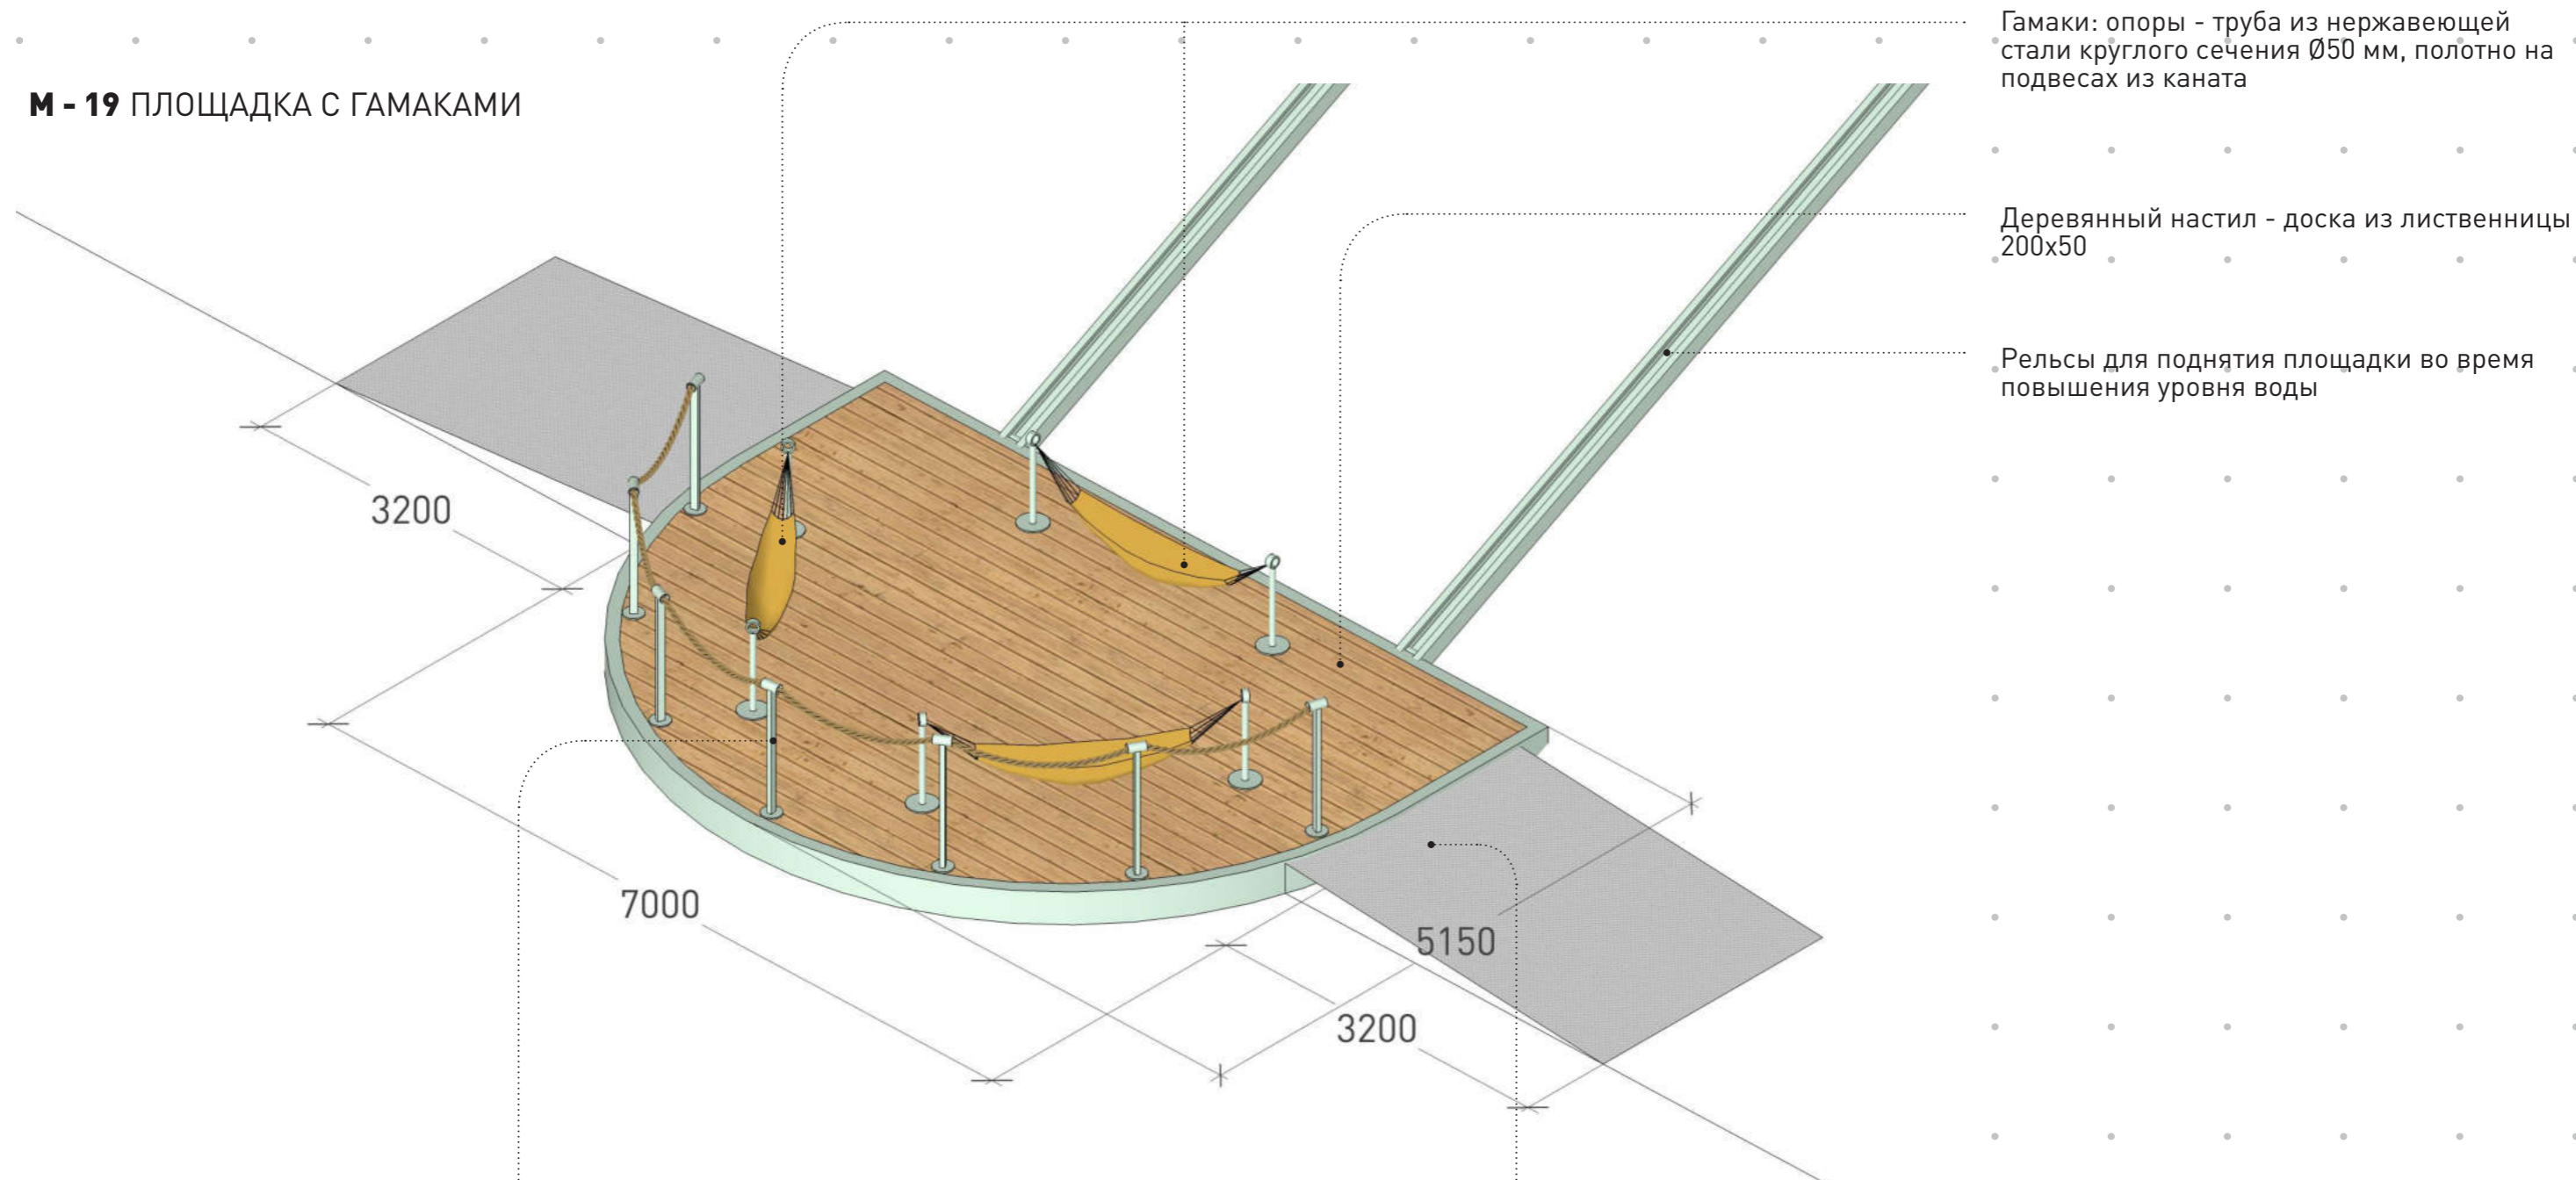 М - 19 ПЛОЩАДКА С ГАМАКАМИ
Гамаки: опоры - труба из нержавеющей
стали круглого сечения Ø50 мм, полотно на
подвесах из каната
Деревянный настил - доска из лиственницы
200х50
Рельсы для поднятия площадки во время
повышения уровня воды
3200
7000
5150
3200